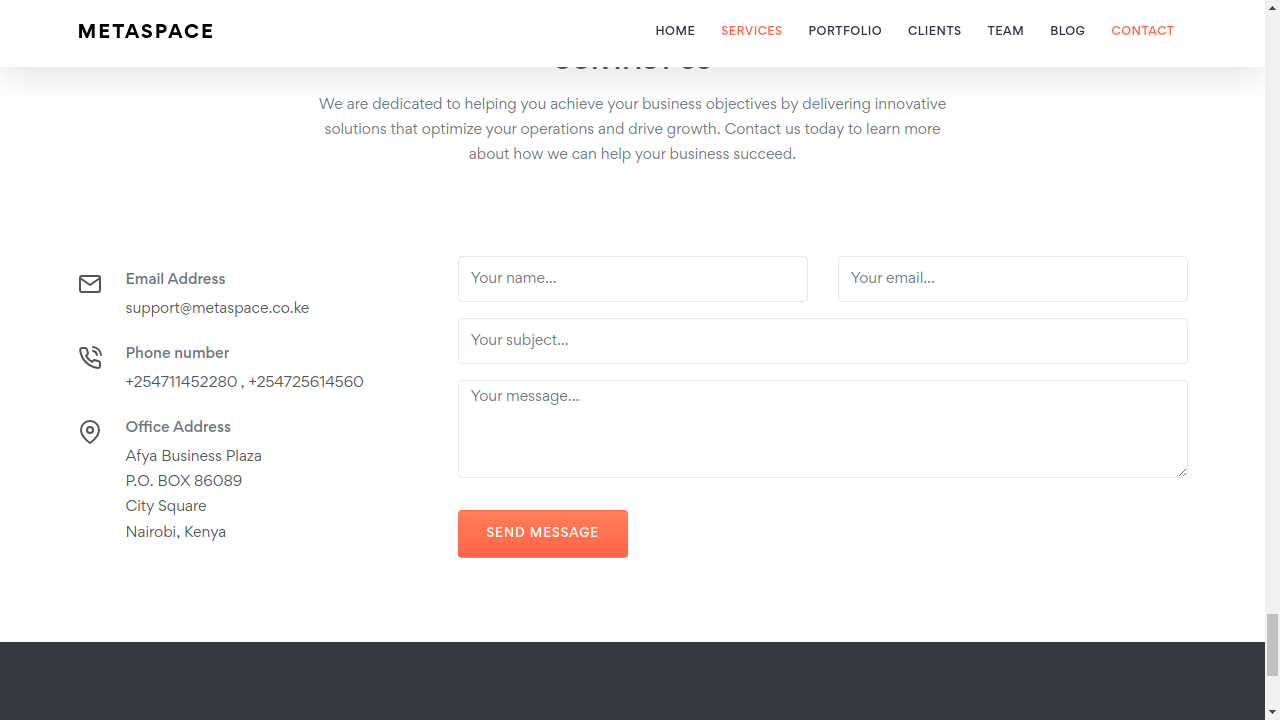 METASPACE
HOME SERVICES PORTFOLIO CLIENTS TEAM BLOG CONTACT
We are dedicated to helping you achieve your business objectives by delivering innovative
solutions that optimize your operations and drive growth. Contact us today to learn more
about how we can help your business succeed.
Email Address
support@metaspace.co.ke
Phone number
+254711452280 , +254725614560
Office Address
Afya Business Plaza
P.O. BOX 86089
City Square
Nairobi, Kenya
Your name...
Your email...
Your subject...
Your message...
SEND MESSAGE